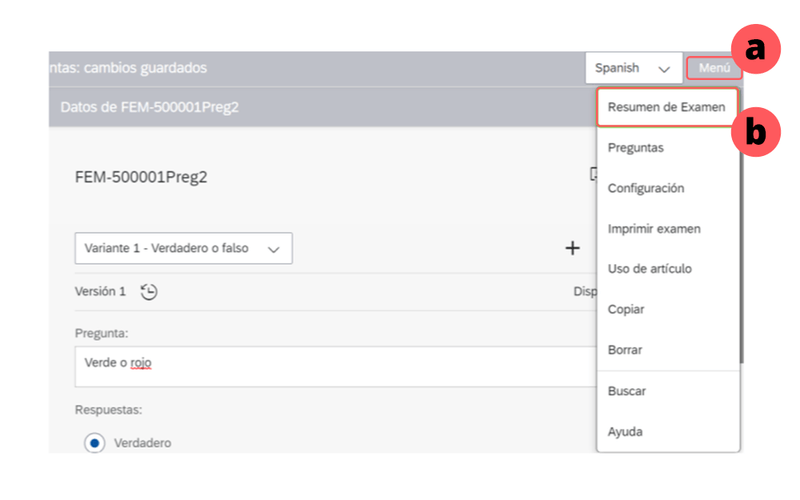 a
ntas: cambios guardados
Spanish
Menú
Datos de FEM-500001Preg2
Resumen de Examen
b
FEM-500001Preg2
Preguntas
Configuración
Variante 1 - Verdadero o falso
Imprimir examen
Uso de artículo
Versión 1
Disp
Copiar
Pregunta:
Borrar
Verde o rojo
Buscar
Respuestas:
Ayuda
Verdadero